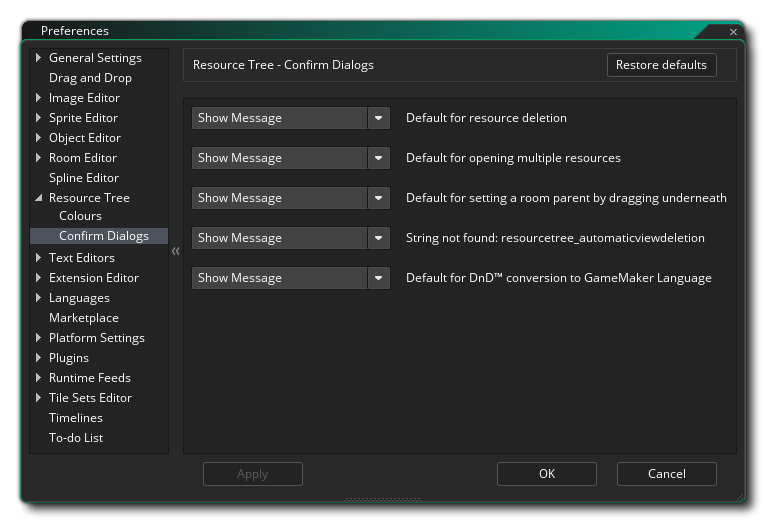 Preferences
General Settings
Drag and Drop
Image Editor
Sprite Editor
Object Editor
Room Editor
Spline Editor
Resource Tree
Colours
Confirm Dialogs
Text Editors
Extension Editor
Languages
Marketplace
Platform Settings
Plugins
Runtime Feeds
Tile Sets Editor
Timelines
To-do List
Resource Tree - Confirm Dialogs
Restore defaults
Show Message Default for resource deletion
Show Message Default for opening multiple resources
Show Message Default for setting a room parent by dragging underneath
Show Message String not found: resourcetree_automaticviewdeletion
Show Message Default for DnD™ conversion to GameMaker Language
Apply
OK
Cancel